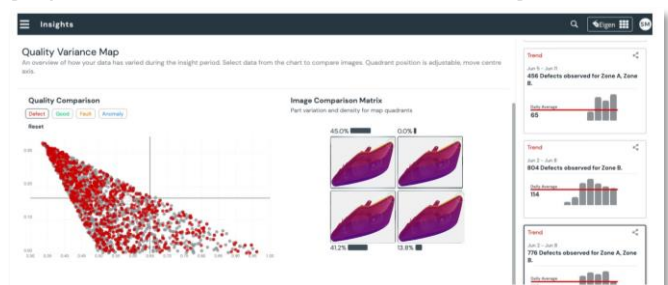 Insights
Eigen
SM
Quality Variance Map
An overview of how your data has varied during the insight period. Select data from the chart to compare images. Quadrant position is adjustable, move centre
axis.
Quality Comparison
Defect
Good
Fault
Anomaly
Reset
Image Comparison Matrix
Part variation and density for map quadrants
45.0%
0.0%
41.2%
13.8%
Trend
Jun 5 - Jun 11
456 Defects observed for Zone A, Zone
B.
Daily Average
65
Trend
Jun 2 - Jun 8
804 Defects observed for Zone B.
Daily Average
114
Trend
Jun 2 - Jun 8
776 Defects observed for Zone A, Zone
B.
Daily Average